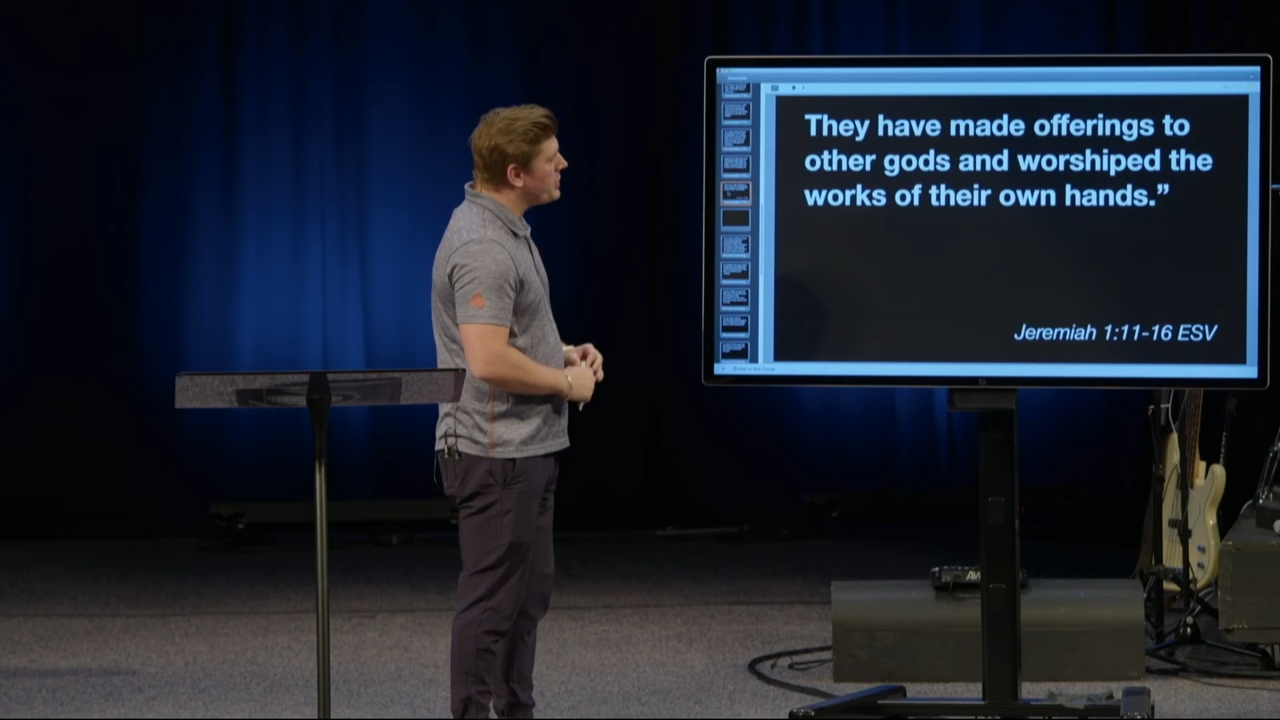 They have made offerings to
other gods and worshiped the
works of their own hands.”
Jeremiah 1:11-16 ESV